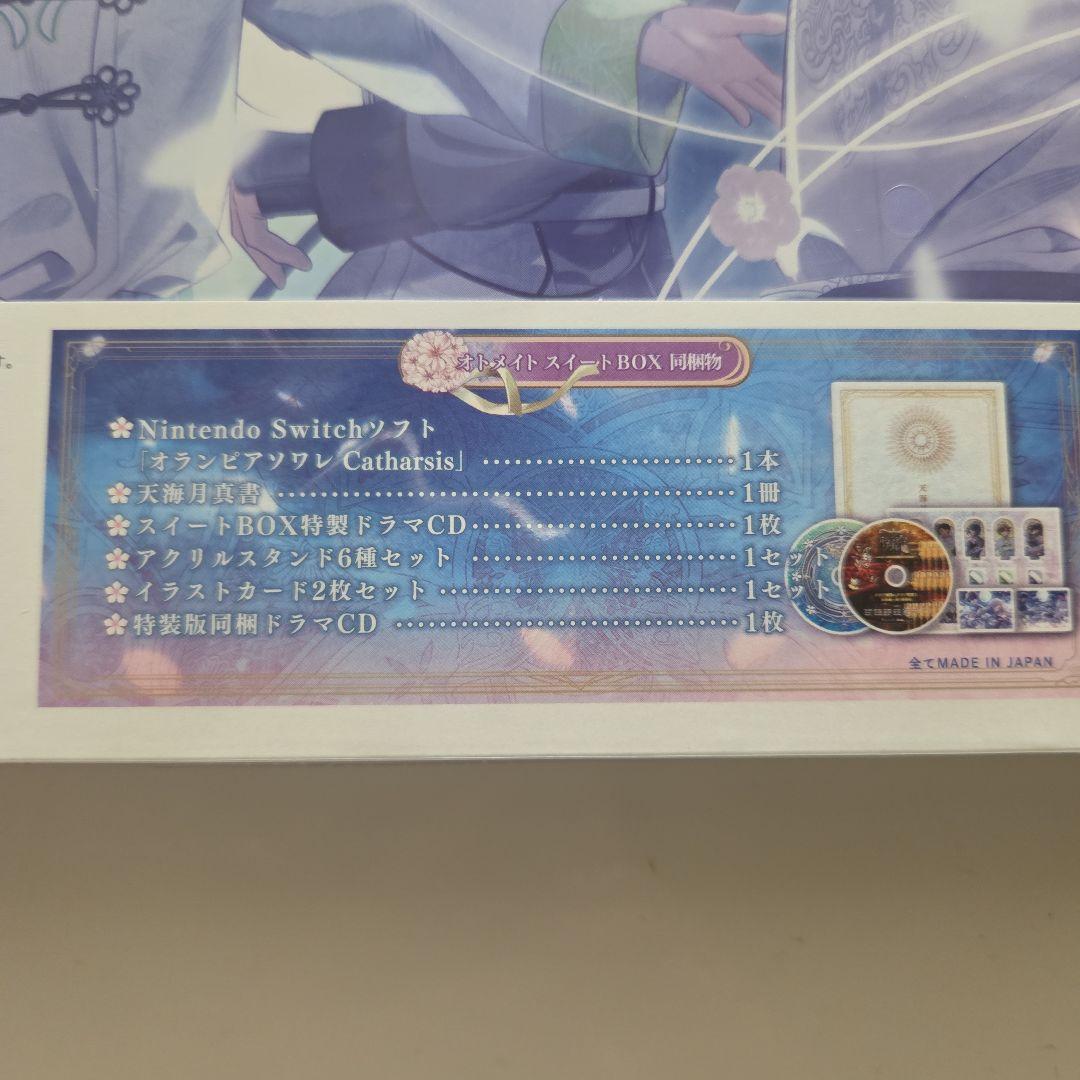 す。
オトメイト スイートBOX 同梱物
Nintendo Switchソフト
「オランピアソワレ Catharsis」 ……………………… 1本
天海月真書 ……………………………………… 1冊
スイートBOX特製ドラマCD ……………………… 1枚
アクリルスタンド6種セット ……………………… 1セット
イラストカード2枚セット ……………………… 1セット
特装版同梱ドラマCD ……………………………… 1枚
天
全てMADE IN JAPAN